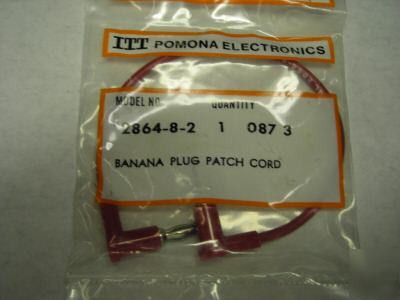 ITT POMONA ELECTRONICS
MODEL NO. QUANTITY
2864-8-2 1 087 3
BANANA PLUG PATCH CORD